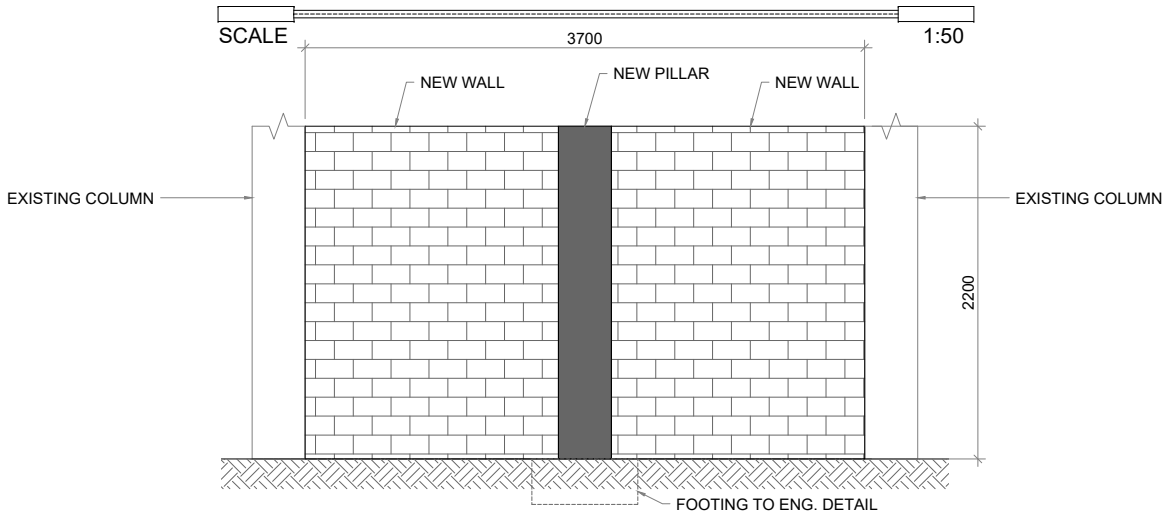 SCALE
1:50
3700
NEW WALL
NEW PILLAR
NEW WALL
EXISTING COLUMN
EXISTING COLUMN
2200
FOOTING TO ENG. DETAIL